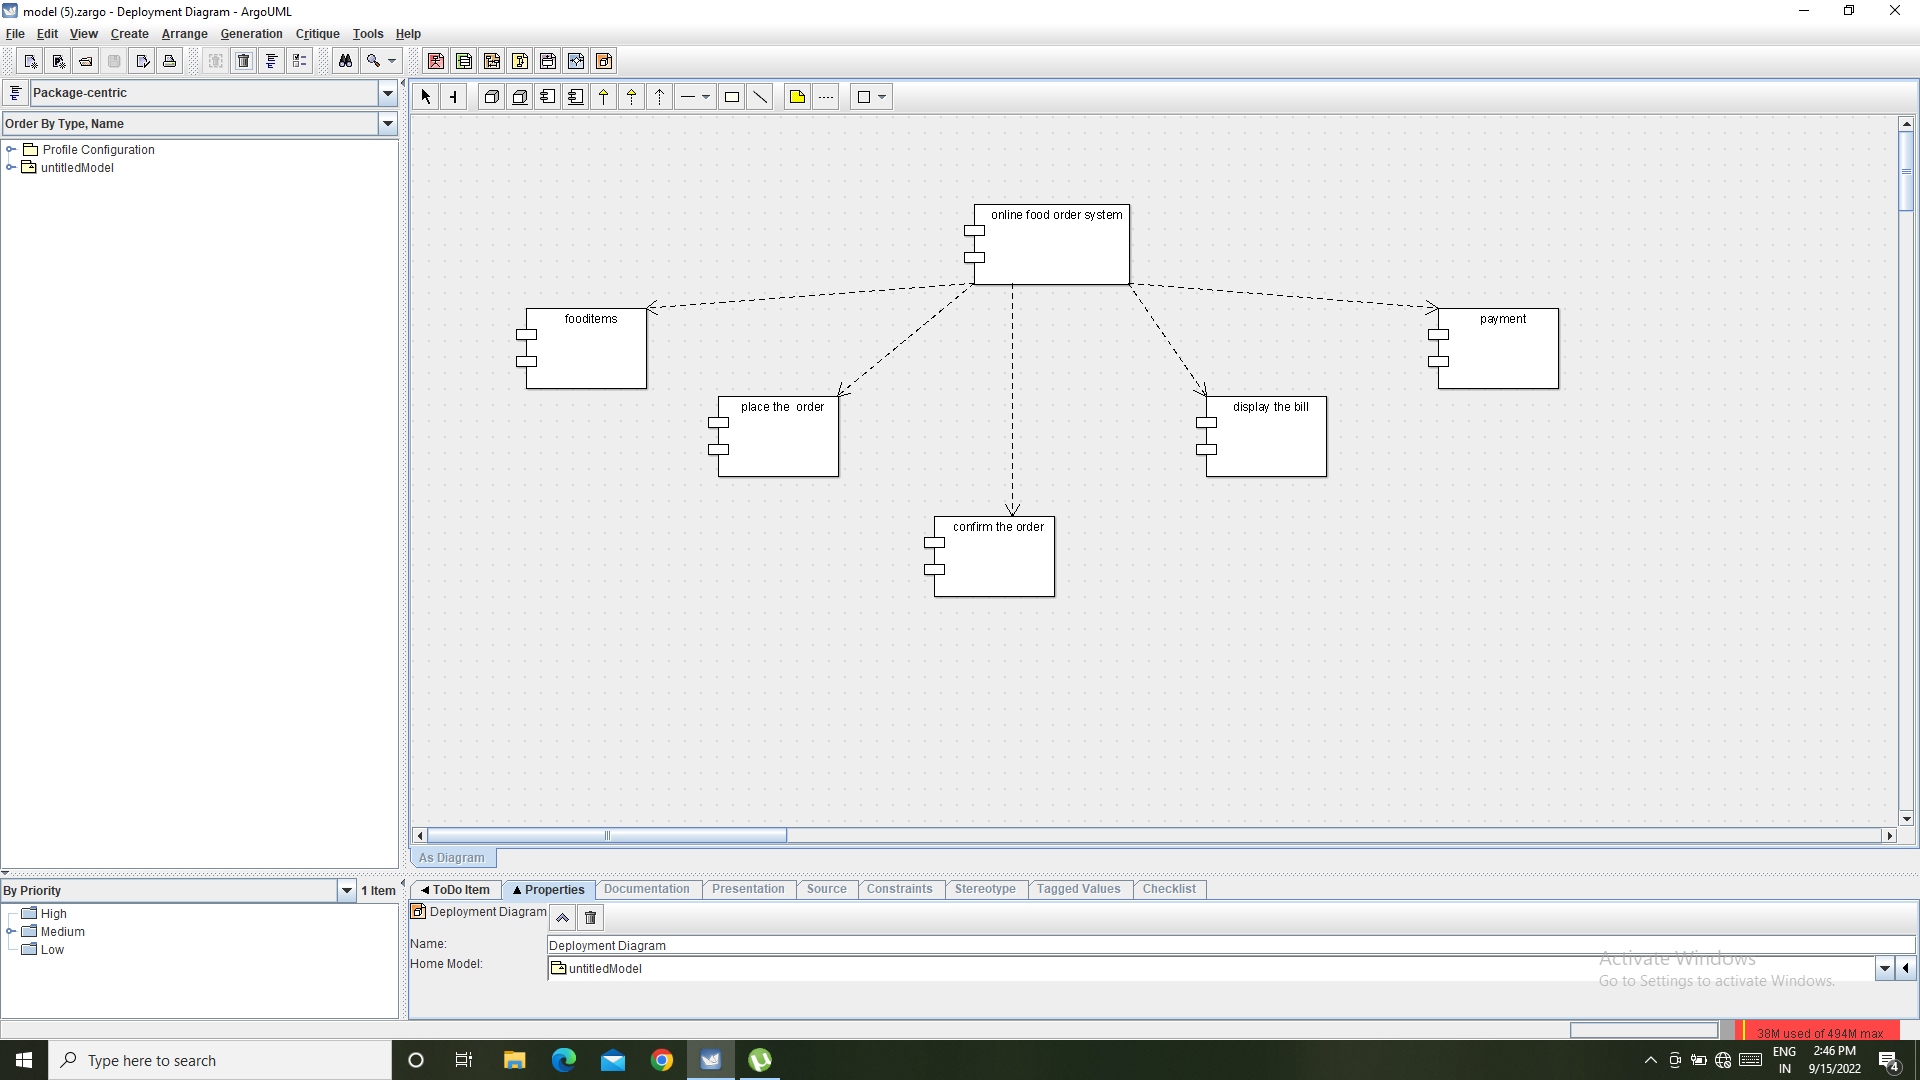 model (5).zargo - Deployment Diagram - ArgoUML
File Edit View Create Arrange Generation Critique Tools Help
Package-centric
Order By Type, Name
Profile Configuration
untitledModel
online food order system
fooditems
payment
place the  order
display the bill
confirm the order
As Diagram
By Priority
1 Item
High
Medium
Low
ToDo Item
Properties
Documentation
Presentation
Source
Constraints
Stereotype
Tagged Values
Checklist
Deployment Diagram
Name:
Deployment Diagram
Home Model:
untitledModel
Activate Windows
Go to Settings to activate Windows.
38M used of 494M max
Type here to search
ENG
IN
2:46 PM
9/15/2022
4